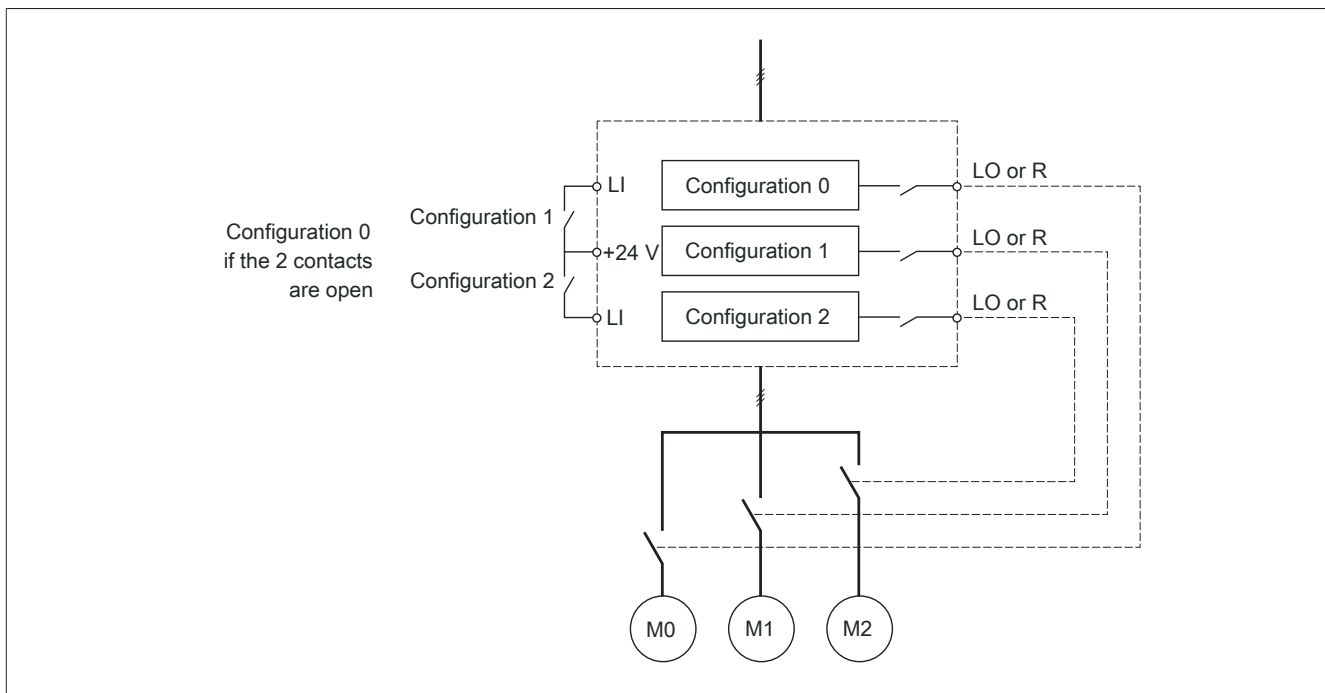 LO or R
LI
Configuration 0
Configuration 1
Configuration 0
if the 2 contacts
are open
+24 V
Configuration 1
LO or R
Configuration 2
LI
Configuration 2
LO or R
M0
M1
M2